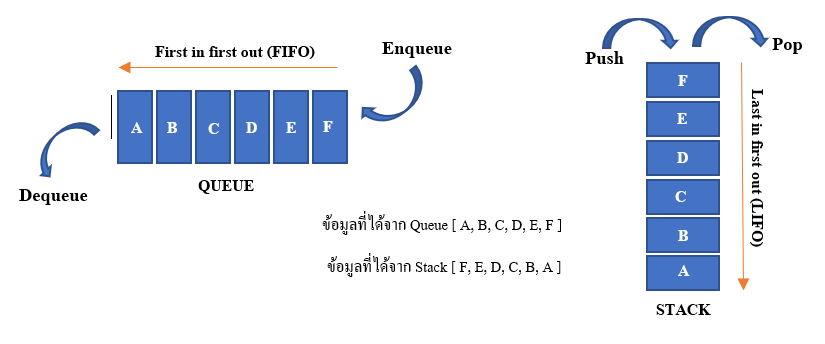 First in first out (FIFO)
Enqueue
A B C D E F
Dequeue
QUEUE
ข้อมูลที่ได้จาก Queue [ A, B, C, D, E, F ]
ข้อมูลที่ได้จาก Stack [ F, E, D, C, B, A ]
Push
Pop
F
E
D
C
B
A
Last in first out (LIFO)
STACK